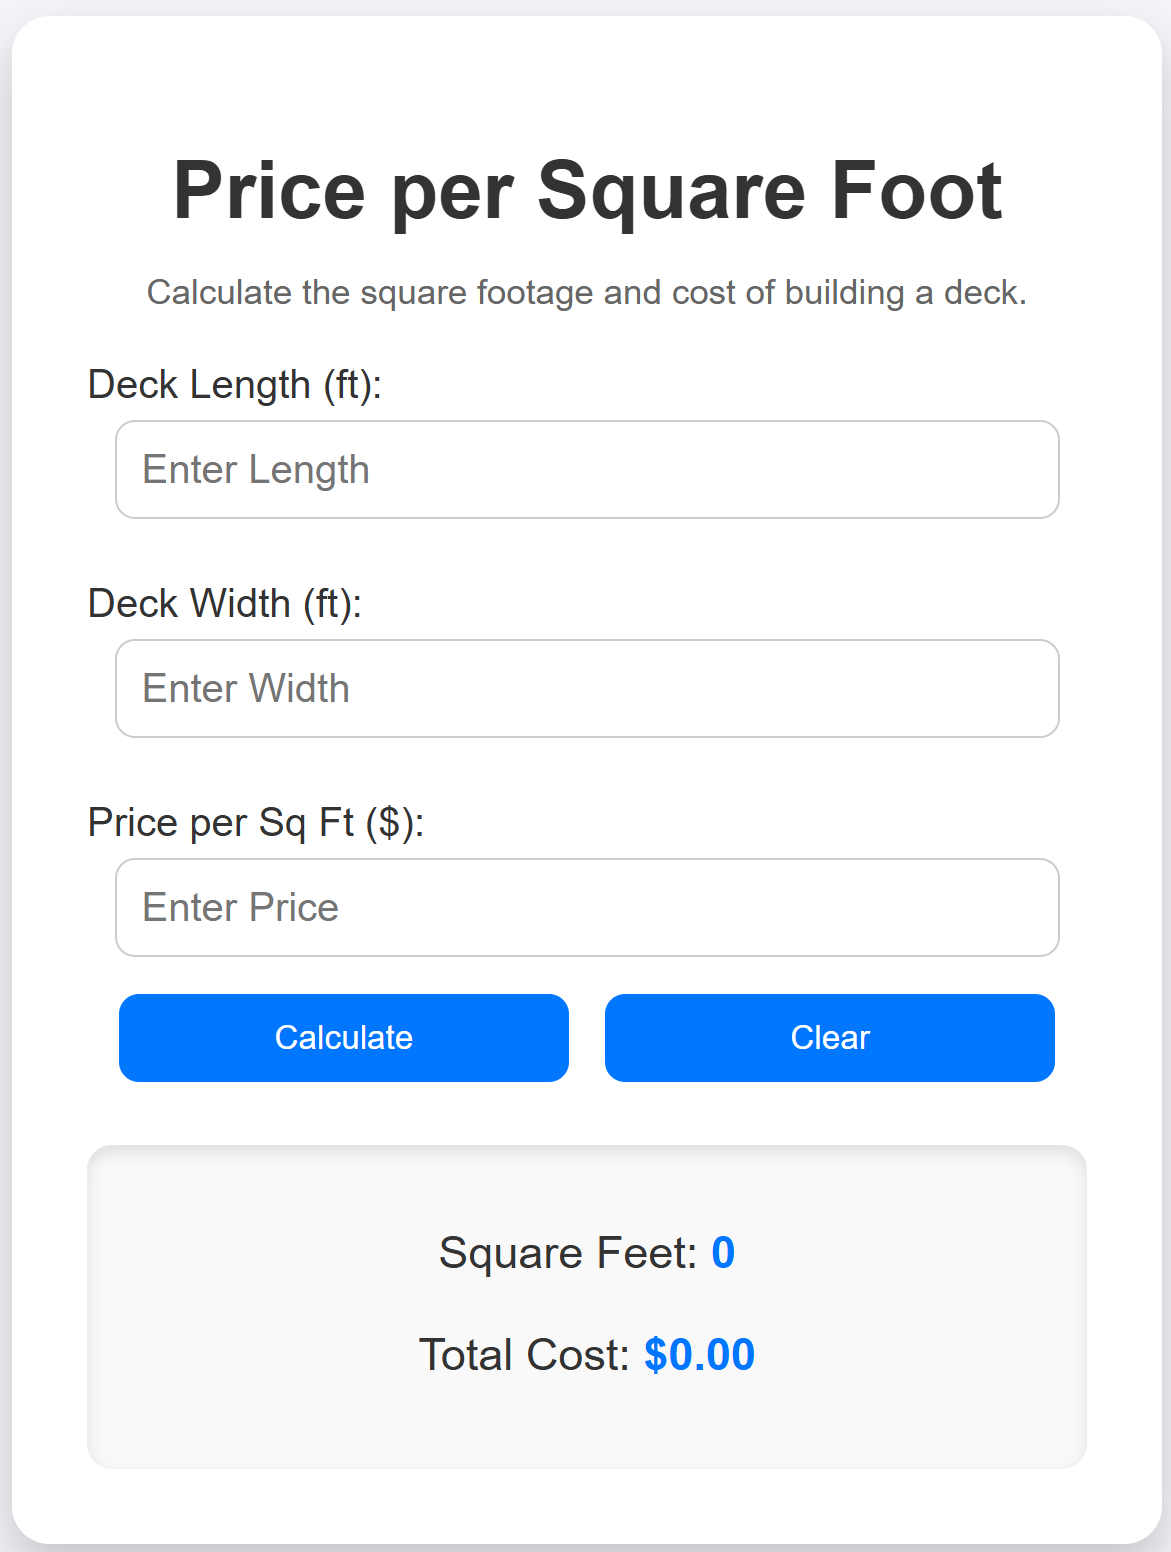 Price per Square Foot
Calculate the square footage and cost of building a deck.
Deck Length (ft):
Enter Length
Deck Width (ft):
Enter Width
Price per Sq Ft ($):
Enter Price
Calculate Clear
Square Feet: 0
Total Cost: $0.00